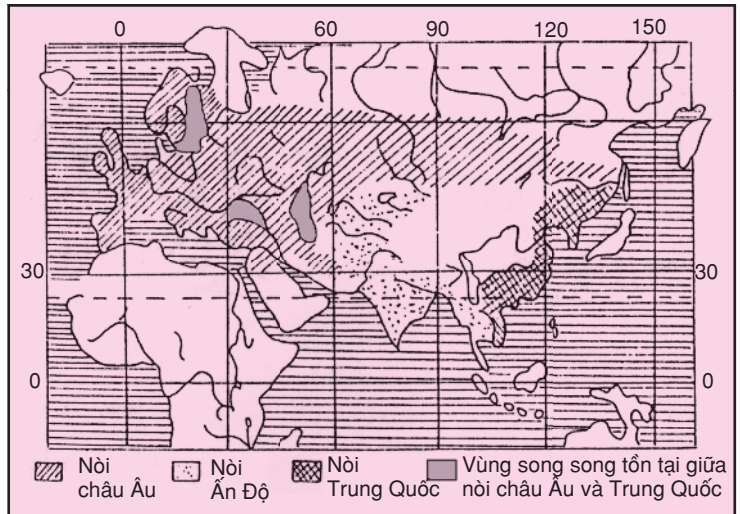 0 60 90 120 150
30 30
0 0
Nòi châu Âu
Nòi Ấn Độ
Nòi Trung Quốc
Vùng song song tồn tại giữa nòi châu Âu và Trung Quốc